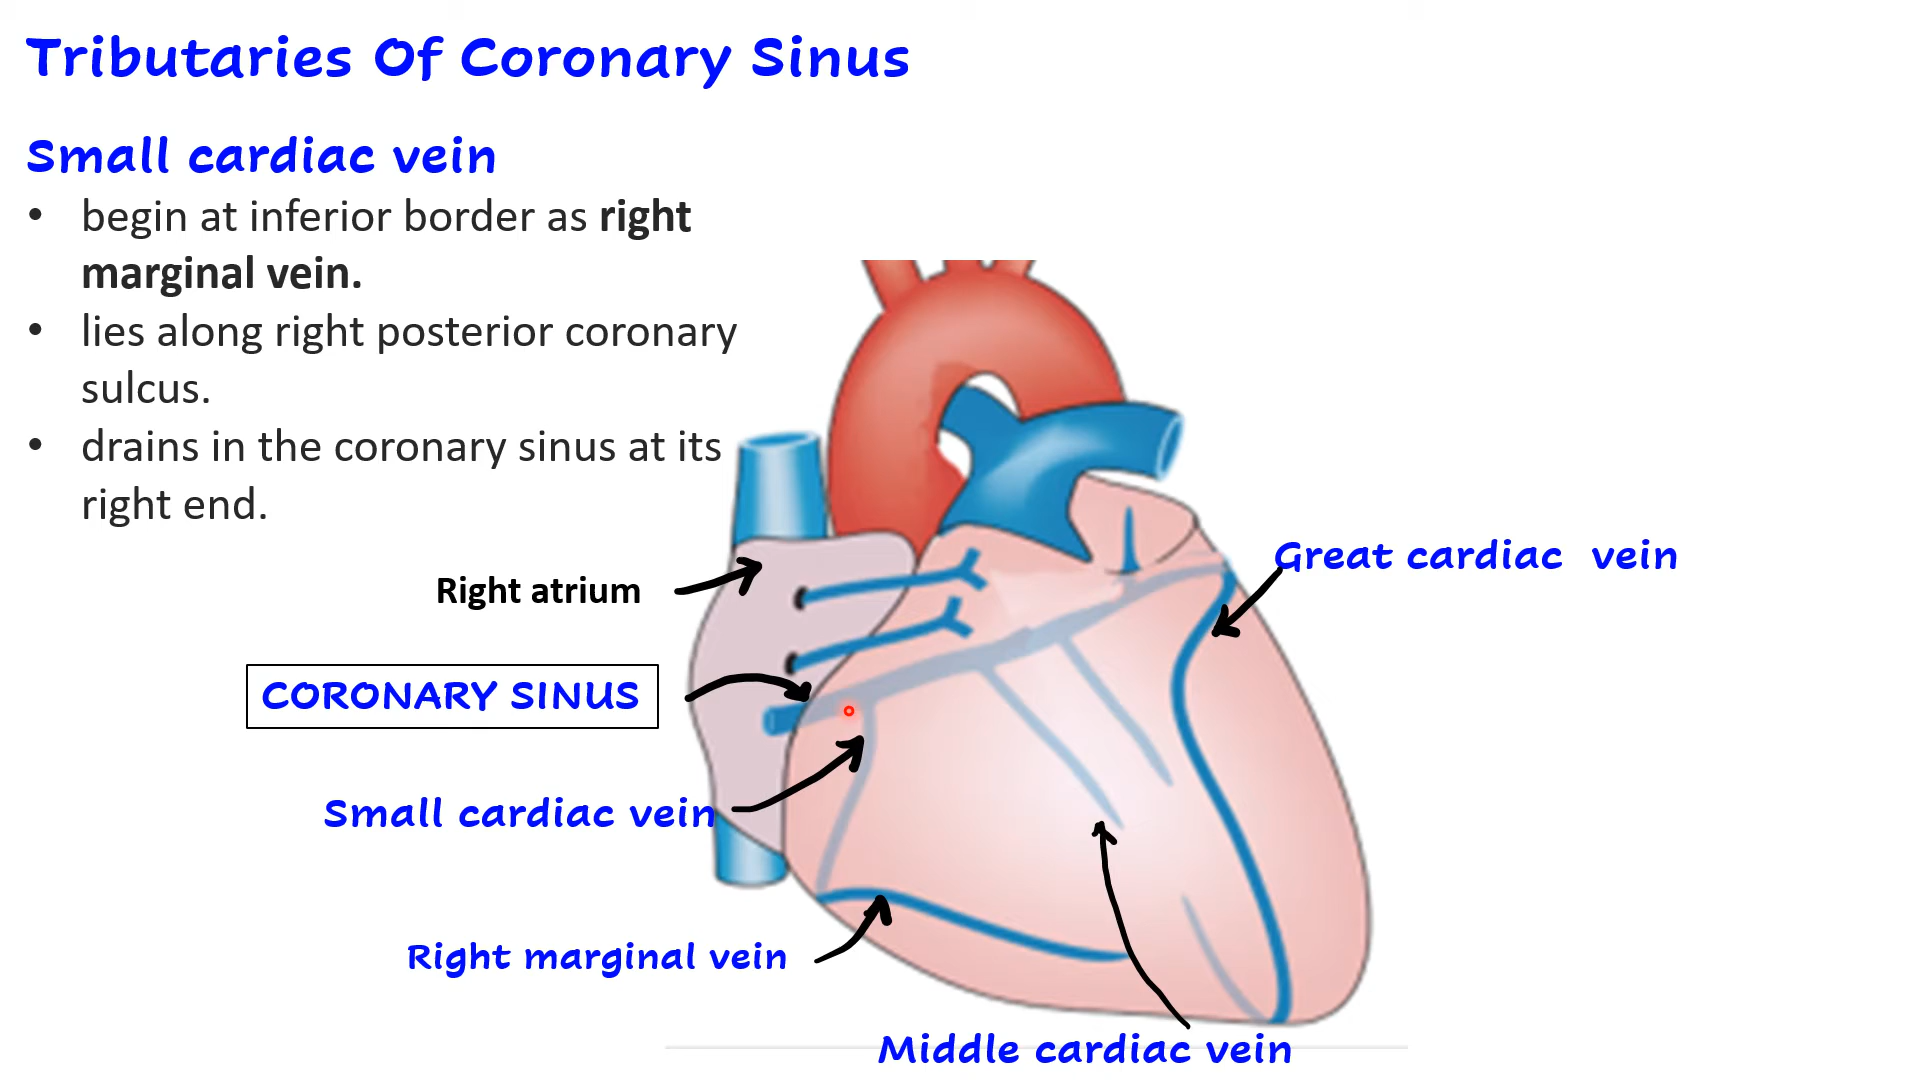 Tributaries Of Coronary Sinus
Small cardiac vein
• begin at inferior border as right
marginal vein.
• lies along right posterior coronary
sulcus.
• drains in the coronary sinus at its
right end.
Great cardiac vein
Right atrium
CORONARY SINUS
Small cardiac vein
Right marginal vein
Middle cardiac vein